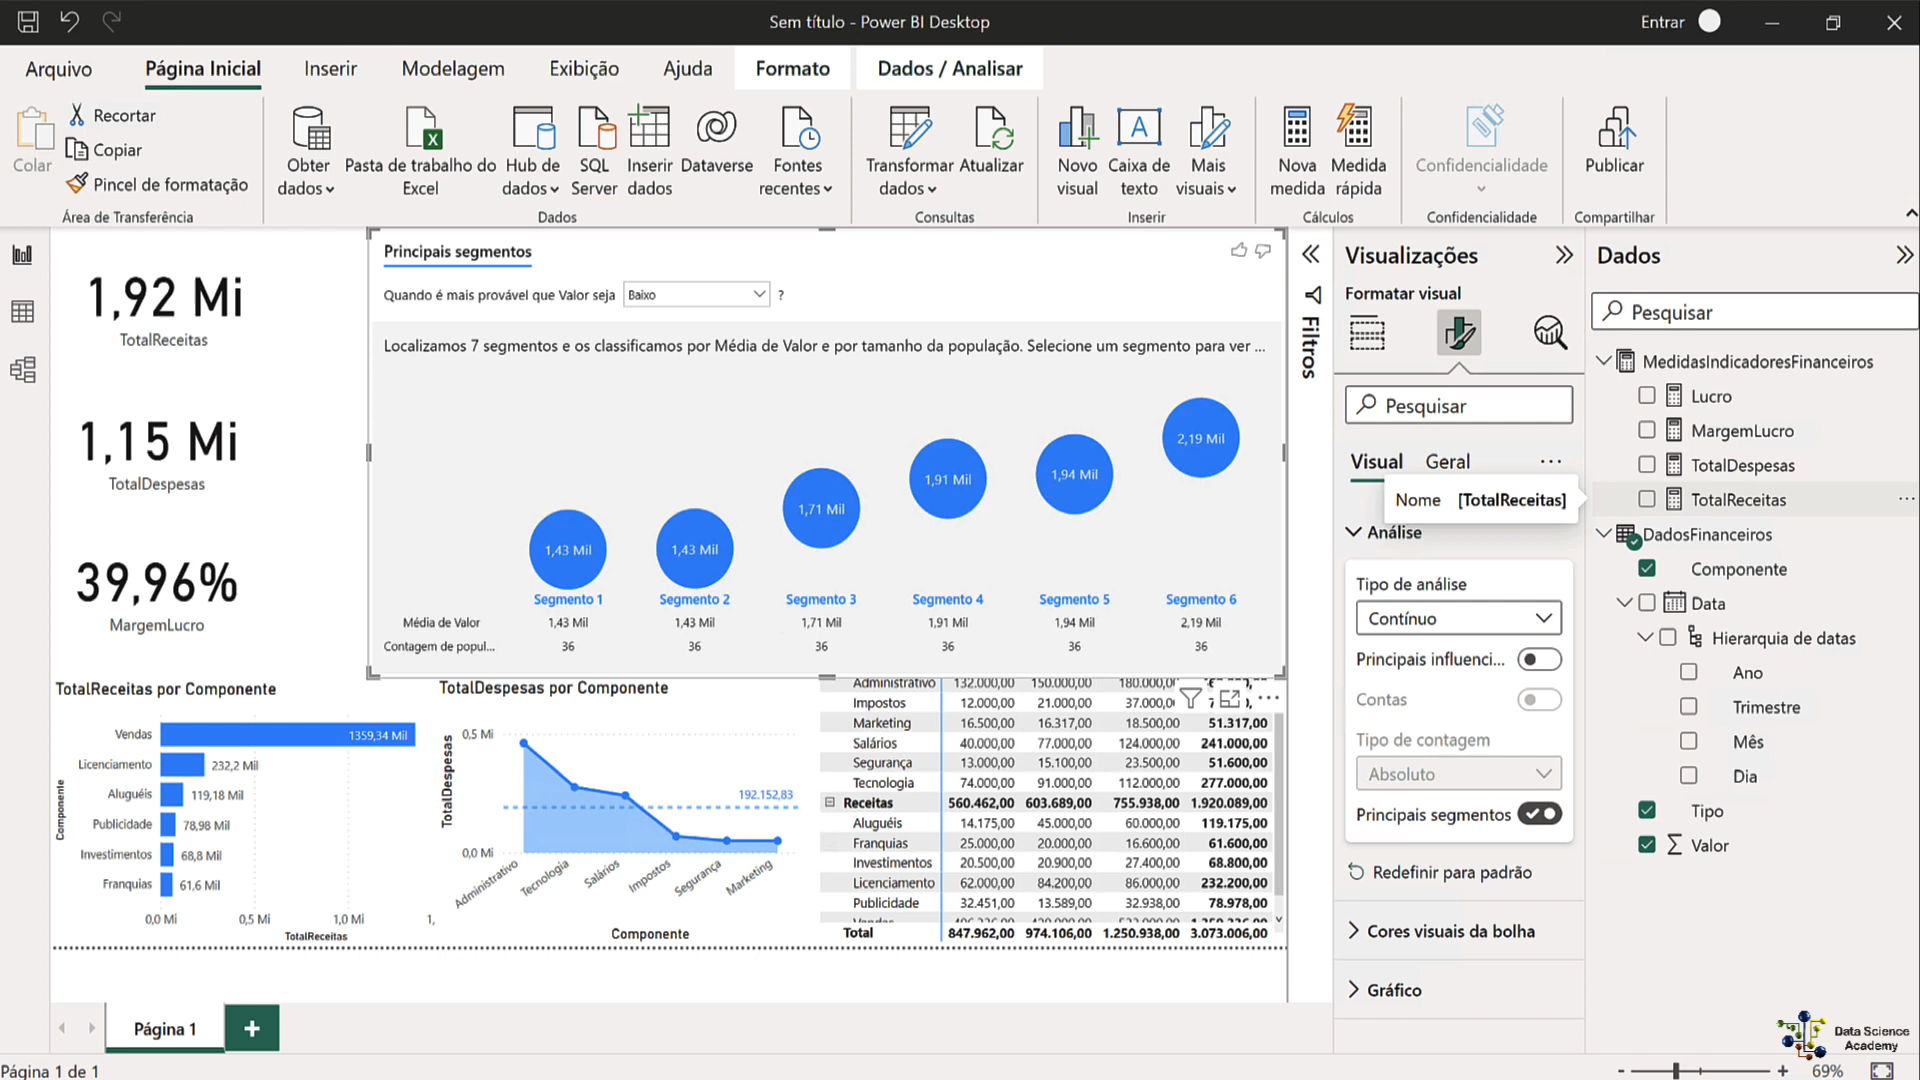 Sem título - Power BI Desktop
Entrar
Arquivo
Página Inicial
Inserir
Modelagem
Exibição
Ajuda
Formato
Dados / Analisar
Colar
Recortar
Copiar
Pincel de formatação
Área de Transferência
Obter dados
Pasta de trabalho do Excel
Hub de dados
SQL Server
Inserir dados
Dataverse
Fontes recentes
Dados
Transformar dados
Atualizar
Consultas
Novo visual
Caixa de texto
Mais visuais
Inserir
Nova medida
Medida rápida
Cálculos
Confidencialidade
Confidencialidade
Publicar
Compartilhar
1,92 Mi
TotalReceitas
1,15 Mi
TotalDespesas
39,96%
MargemLucro
Principais segmentos
Quando é mais provável que Valor seja Baixo ?
Localizamos 7 segmentos e os classificamos por Média de Valor e por tamanho da população. Selecione um segmento para ver ...
1,43 Mil 1,43 Mil 1,71 Mil 1,91 Mil 1,94 Mil 2,19 Mil
Segmento 1 Segmento 2 Segmento 3 Segmento 4 Segmento 5 Segmento 6
Média de Valor 1,43 Mil 1,43 Mil 1,71 Mil 1,91 Mil 1,94 Mil 2,19 Mil
Contagem de popul... 36 36 36 36 36 36
TotalReceitas por Componente
Componente
Vendas 1359,34 Mil
Licenciamento 232,2 Mil
Aluguéis 119,18 Mil
Publicidade 78,98 Mil
Investimentos 68,8 Mil
Franquias 61,6 Mil
0,0 Mi 0,5 Mi 1,0 Mi 1,
TotalReceitas
TotalDespesas por Componente
TotalDespesas
0,5 Mi
0,0 Mi
192.152,83
Administrativo Tecnologia Salários Impostos Segurança Marketing
Componente
Administrativo 132.000,00 150.000,00 180.000,0
Impostos 12.000,00 21.000,00 37.000,0
Marketing 16.500,00 16.317,00 18.500,00 51.317,00
Salários 40.000,00 77.000,00 124.000,00 241.000,00
Segurança 13.000,00 15.100,00 23.500,00 51.600,00
Tecnologia 74.000,00 91.000,00 112.000,00 277.000,00
Receitas 560.462,00 603.689,00 755.938,00 1.920.089,00
Aluguéis 14.175,00 45.000,00 60.000,00 119.175,00
Franquias 25.000,00 20.000,00 16.600,00 61.600,00
Investimentos 20.500,00 20.900,00 27.400,00 68.800,00
Licenciamento 62.000,00 84.200,00 86.000,00 232.200,00
Publicidade 32.451,00 13.589,00 32.938,00 78.978,00
Total 847.962,00 974.106,00 1.250.938,00 3.073.006,00
Filtros
Visualizações
Formatar visual
Pesquisar
Visual
Geral
...
Nome [TotalReceitas]
Análise
Tipo de análise
Contínuo
Principais influenci...
Contas
Tipo de contagem
Absoluto
Principais segmentos
Redefinir para padrão
Cores visuais da bolha
Gráfico
Dados
Pesquisar
MedidasIndicadoresFinanceiros
Lucro
MargemLucro
TotalDespesas
TotalReceitas
DadosFinanceiros
Componente
Data
Hierarquia de datas
Ano
Trimestre
Mês
Dia
Tipo
Valor
Página 1
Página 1 de 1
Data Science
Academy
- + 69%